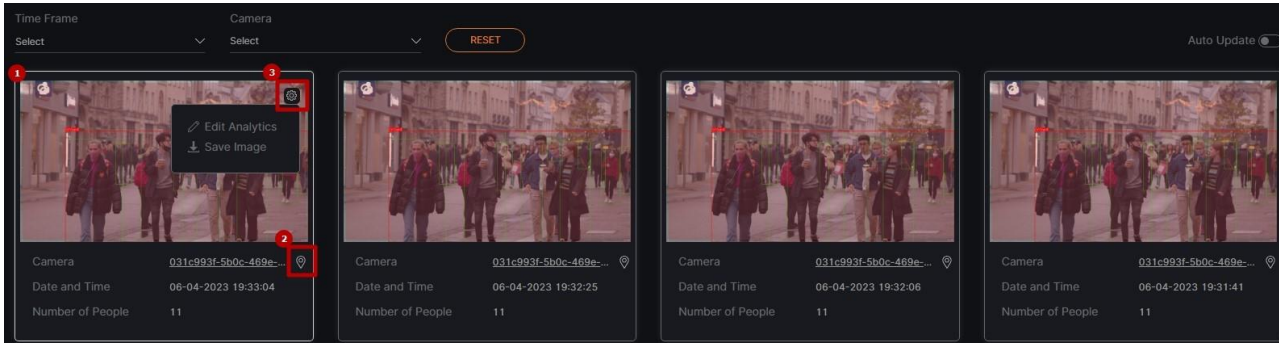 Time Frame
Camera
Select
Select
RESET
Auto Update
1
3
Edit Analytics
Save Image
2
Camera 031c993f-5b0c-469e-...
Date and Time 06-04-2023 19:33:04
Number of People 11
Camera 031c993f-5b0c-469e-...
Date and Time 06-04-2023 19:32:25
Number of People 11
Camera 031c993f-5b0c-469e-...
Date and Time 06-04-2023 19:32:06
Number of People 11
Camera 031c993f-5b0c-469e-...
Date and Time 06-04-2023 19:31:41
Number of People 11